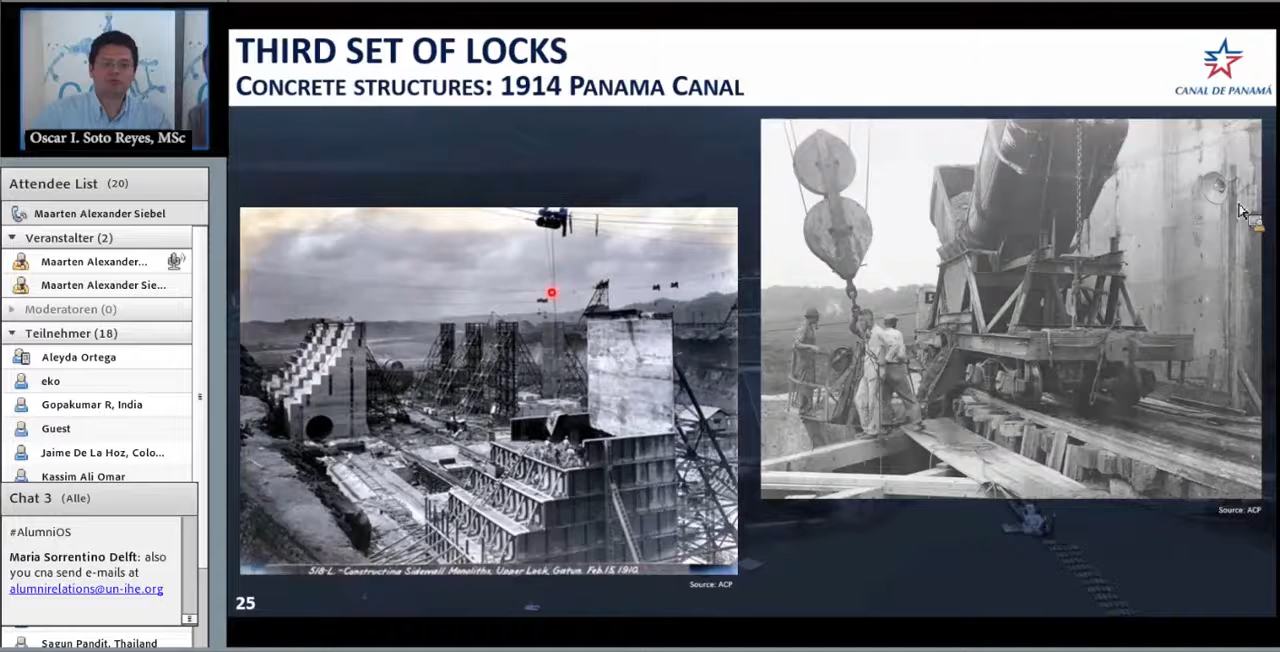 Oscar I. Soto Reyes, MSc
THIRD SET OF LOCKS
CONCRETE STRUCTURES: 1914 PANAMA CANAL
CANAL DE PANAMÁ
Attendee List (20)
Maarten Alexander Siebel
Veranstalter (2)
Maarten Alexander...
Maarten Alexander Sie...
Moderatoren (0)
Teilnehmer (18)
Aleyda Ortega
eko
Gopakumar R, India
Guest
Jaime De La Hoz, Colo...
Kassim Ali Omar
Chat 3 (Alle)
#AlumniOS
Maria Sorrentino Delft: also
you cna send e-mails at
alumnirelations@un-ihe.org
Sagun Pandit, Thailand
518-L.-Constructing Sidewall Monoliths, Upper Lock, Gatun. Feb.15,1910.
Source: ACP
Source: ACP
25